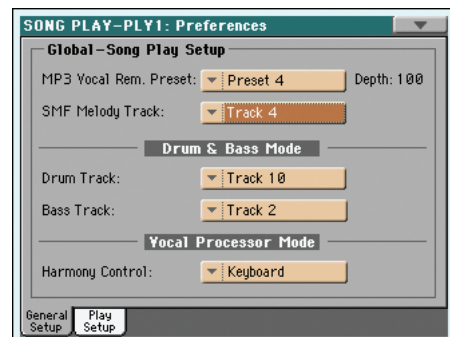 SONG PLAY-PLY1: Preferences
Global-Song Play Setup
MP3 Vocal Rem. Preset: Preset 4 Depth: 100
SMF Melody Track: Track 4
Drum & Bass Mode
Drum Track: Track 10
Bass Track: Track 2
Vocal Processor Mode
Harmony Control: Keyboard
General Setup
Play Setup